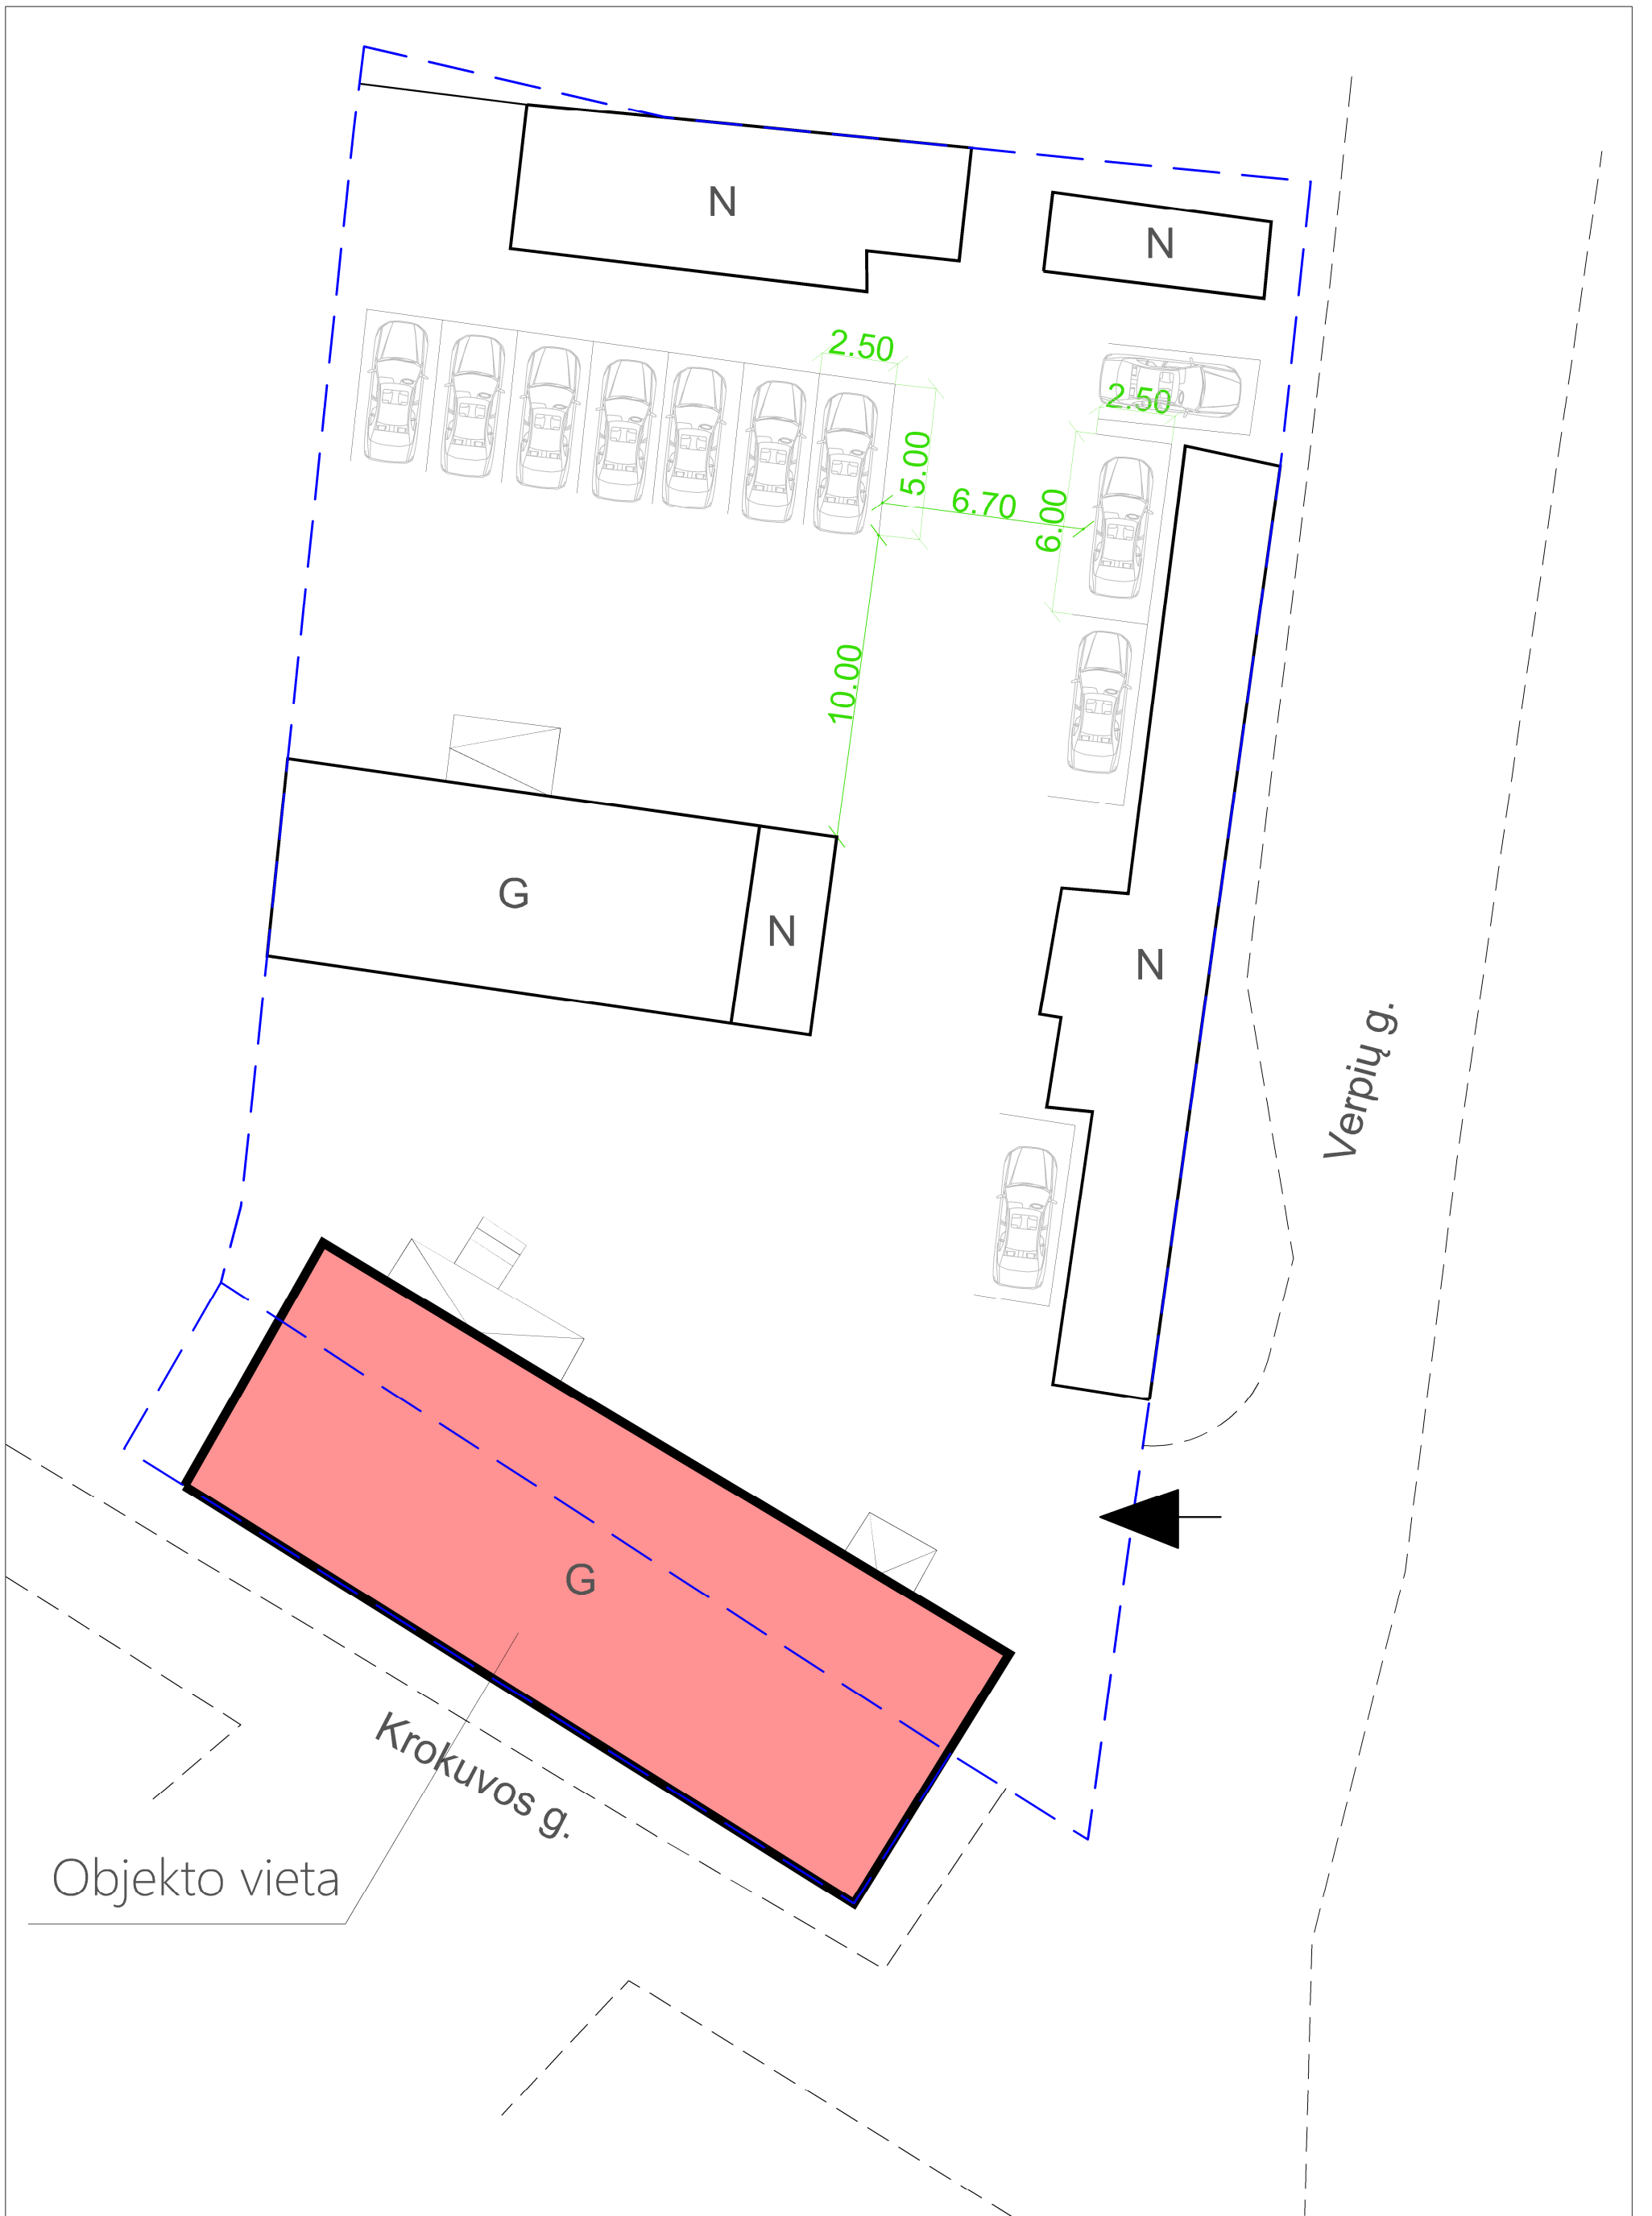 N
N
2.50
2.50
5.00
6.70
6.00
10.00
G
N
N
Verpių g.
G
Krokuvos g.
Objekto vieta